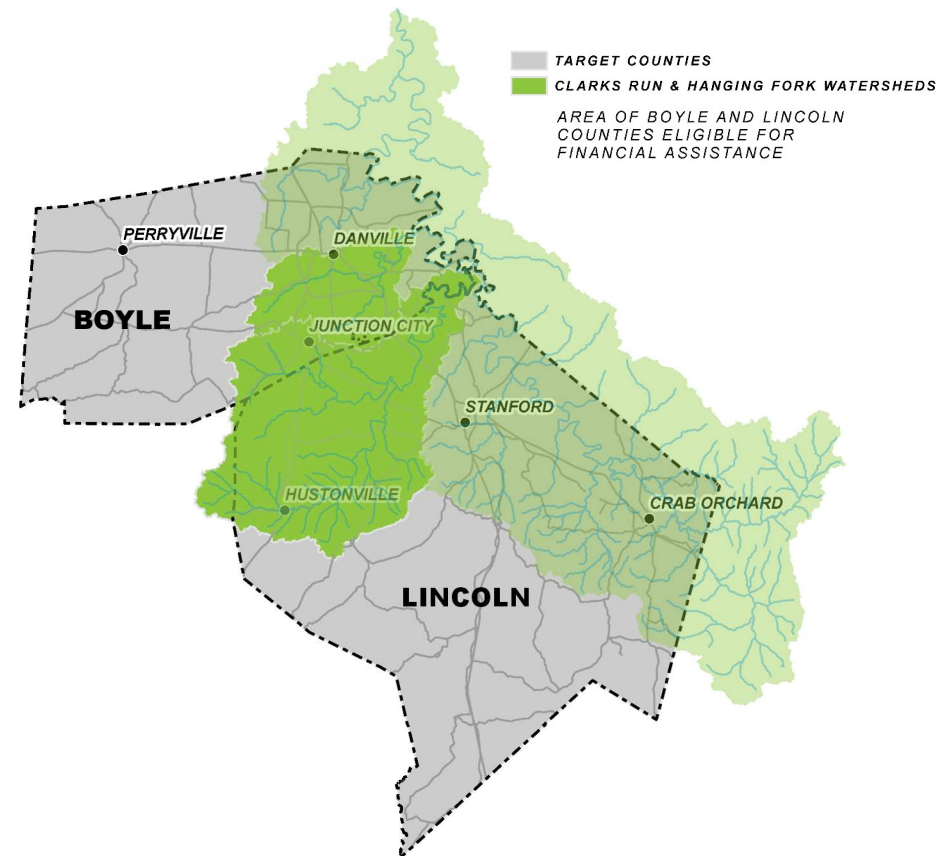 TARGET COUNTIES
CLARKS RUN & HANGING FORK WATERSHEDS
AREA OF BOYLE AND LINCOLN
COUNTIES ELIGIBLE FOR
FINANCIAL ASSISTANCE
PERRYVILLE
DANVILLE
BOYLE
JUNCTION CITY
STANFORD
HUSTONVILLE
CRAB ORCHARD
LINCOLN